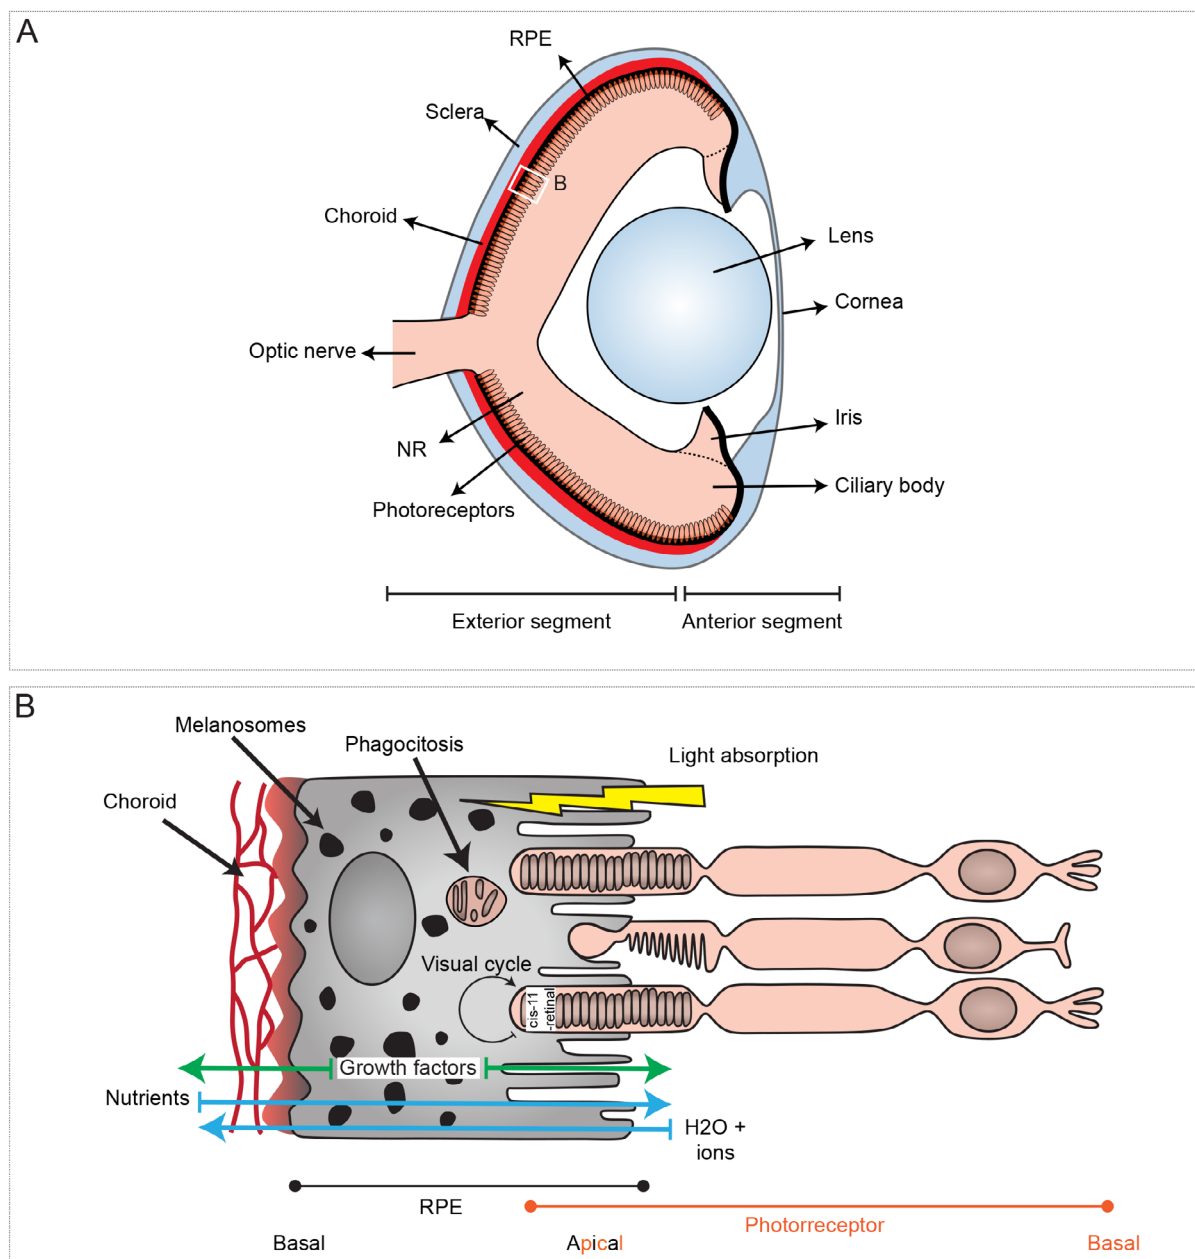 A
RPE
Sclera
B
Choroid
Lens
Cornea
Optic nerve
Iris
NR
Ciliary body
Photoreceptors
Exterior segment
Anterior segment
B
Melanosomes
Phagocitosis
Light absorption
Choroid
Visual cycle
cis-11
-retinal
Growth factors
Nutrients
H2O +
ions
RPE
Photorreceptor
Basal
Apical
Basal